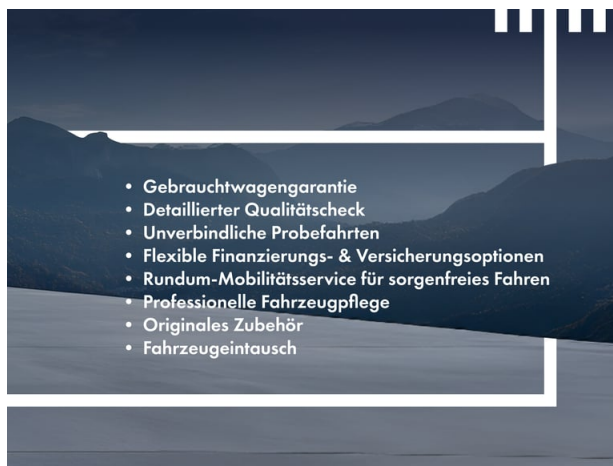 • Gebrauchtwagengarantie
• Detaillierter Qualitätscheck
• Unverbindliche Probefahrten
• Flexible Finanzierungs- & Versicherungsoptionen
• Rundum-Mobilitätsservice für sorgenfreies Fahren
• Professionelle Fahrzeugpflege
• Originales Zubehör
• Fahrzeugeintausch